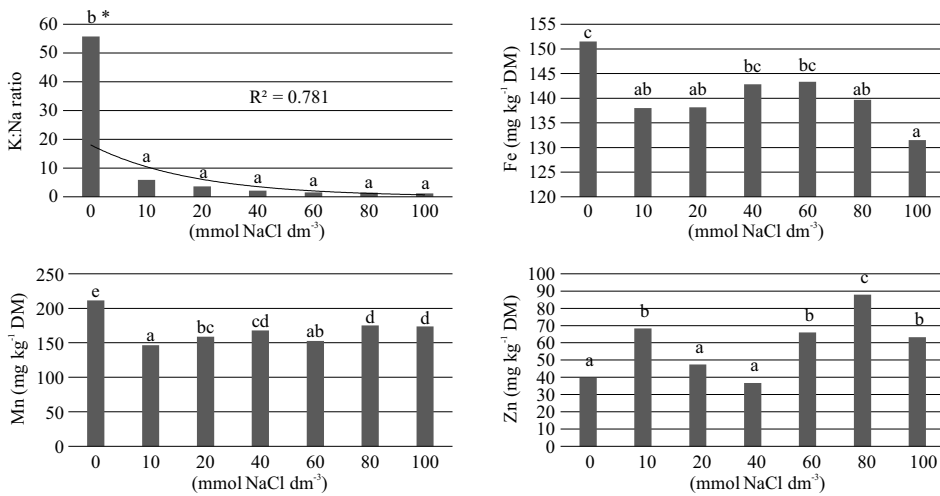 K:Na ratio
60
50
40
30
20
10
0
b *
a
a
a
a
a
a
R² = 0.781
0 10 20 40 60 80 100
(mmol NaCl dm⁻³)
Fe (mg kg⁻¹ DM)
155
150
145
140
135
130
125
120
c
ab
ab
bc
bc
ab
a
0 10 20 40 60 80 100
(mmol NaCl dm⁻³)
Mn (mg kg⁻¹ DM)
250
200
150
100
50
0
e
a
bc
cd
ab
d
d
0 10 20 40 60 80 100
(mmol NaCl dm⁻³)
Zn (mg kg⁻¹ DM)
100
90
80
70
60
50
40
30
20
10
0
a
b
a
a
b
c
b
0 10 20 40 60 80 100
(mmol NaCl dm⁻³)